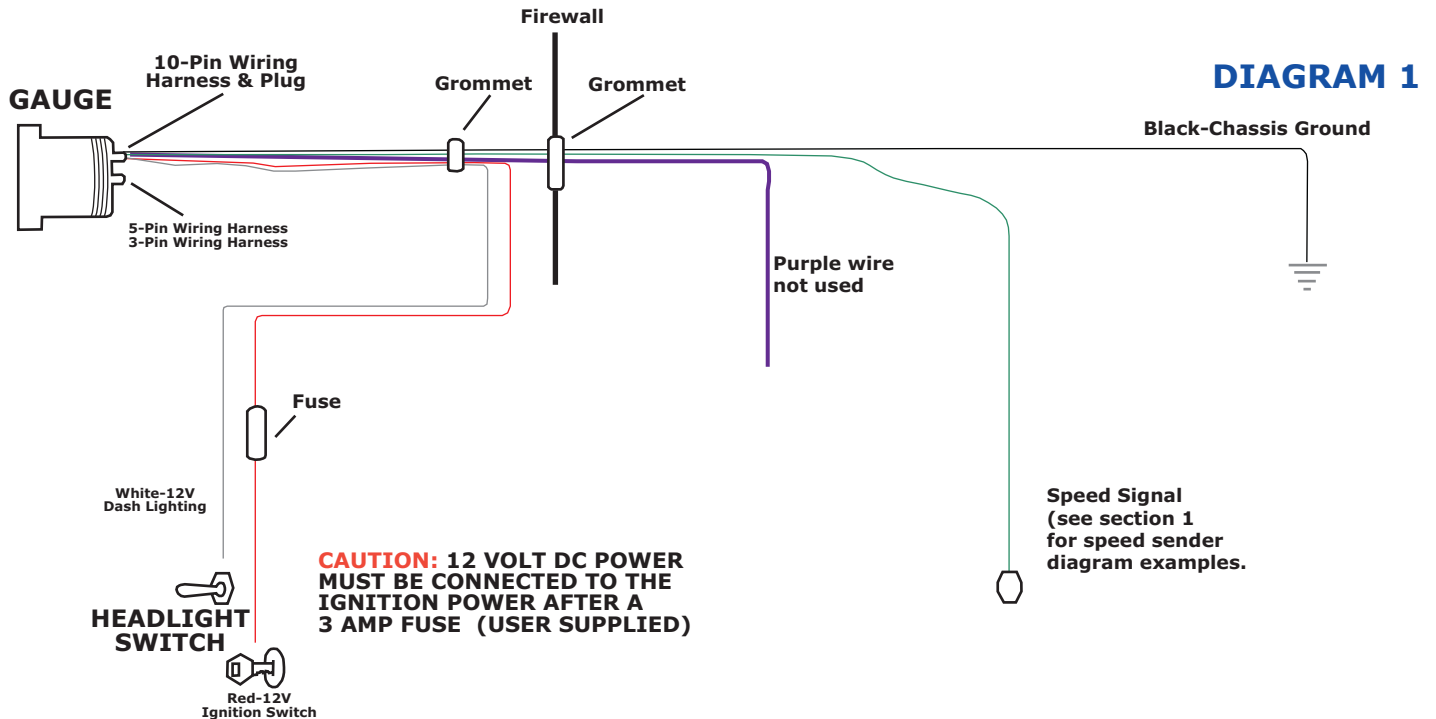 Firewall
10-Pin Wiring
Harness & Plug
Grommet
Grommet
DIAGRAM 1
GAUGE
Black-Chassis Ground
5-Pin Wiring Harness
3-Pin Wiring Harness
Purple wire
not used
Fuse
White-12V
Dash Lighting
Speed Signal
(see section 1
for speed sender
diagram examples.
CAUTION: 12 VOLT DC POWER
MUST BE CONNECTED TO THE
IGNITION POWER AFTER A
3 AMP FUSE (USER SUPPLIED)
HEADLIGHT
SWITCH
Red-12V
Ignition Switch